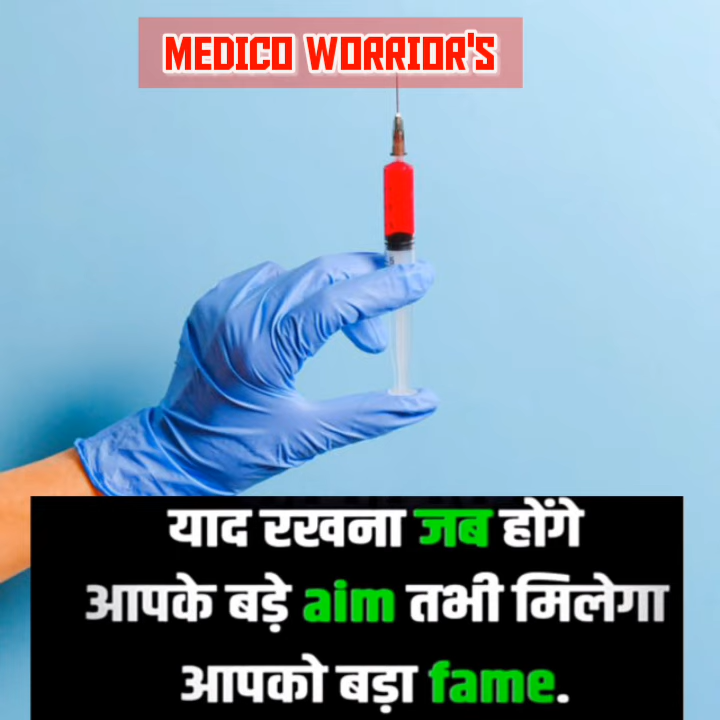 MEDICO WORRIOR'S
याद रखना जब होंगे
आपके बड़े aim तभी मिलेगा
आपको बड़ा fame.